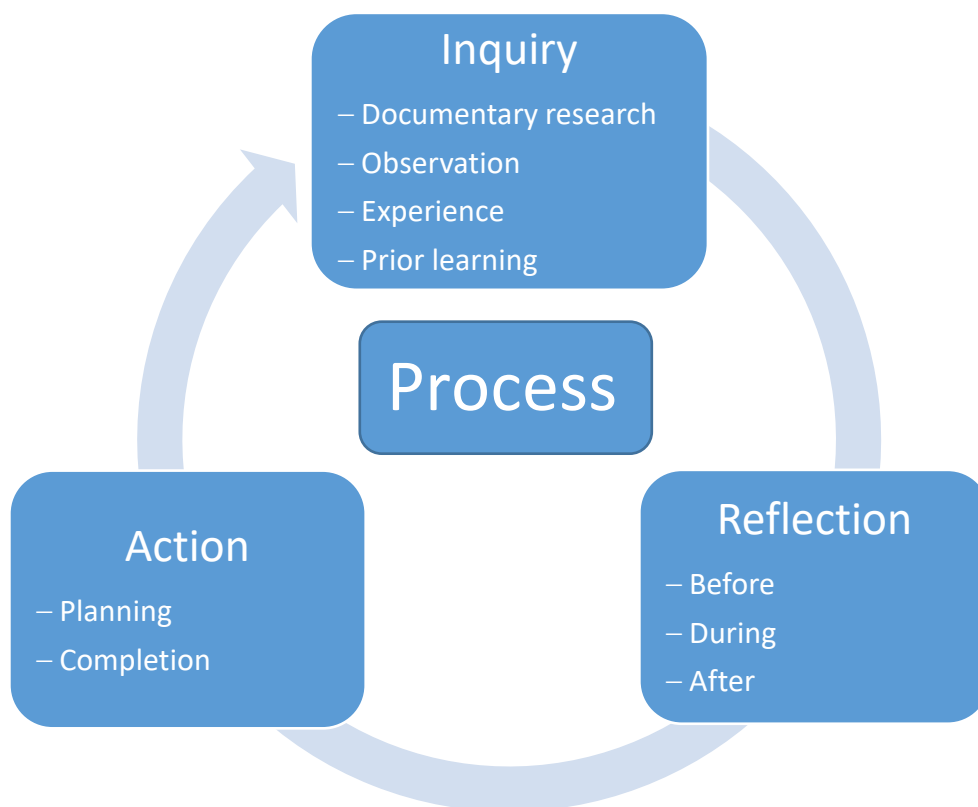 Inquiry
– Documentary research
– Observation
– Experience
– Prior learning
Process
Action
– Planning
– Completion
Reflection
– Before
– During
– After